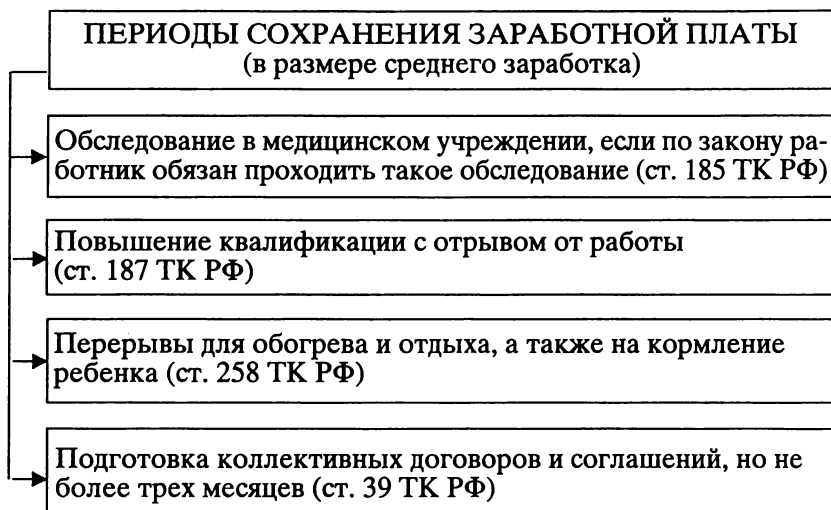 ПЕРИОДЫ СОХРАНЕНИЯ ЗАРАБОТНОЙ ПЛАТЫ
(в размере среднего заработка)
Обследование в медицинском учреждении, если по закону ра-
ботник обязан проходить такое обследование (ст. 185 ТК РФ)
Повышение квалификации с отрывом от работы
(ст. 187 ТК РФ)
Перерывы для обогрева и отдыха, а также на кормление
ребенка (ст. 258 ТК РФ)
Подготовка коллективных договоров и соглашений, но не
более трех месяцев (ст. 39 ТК РФ)